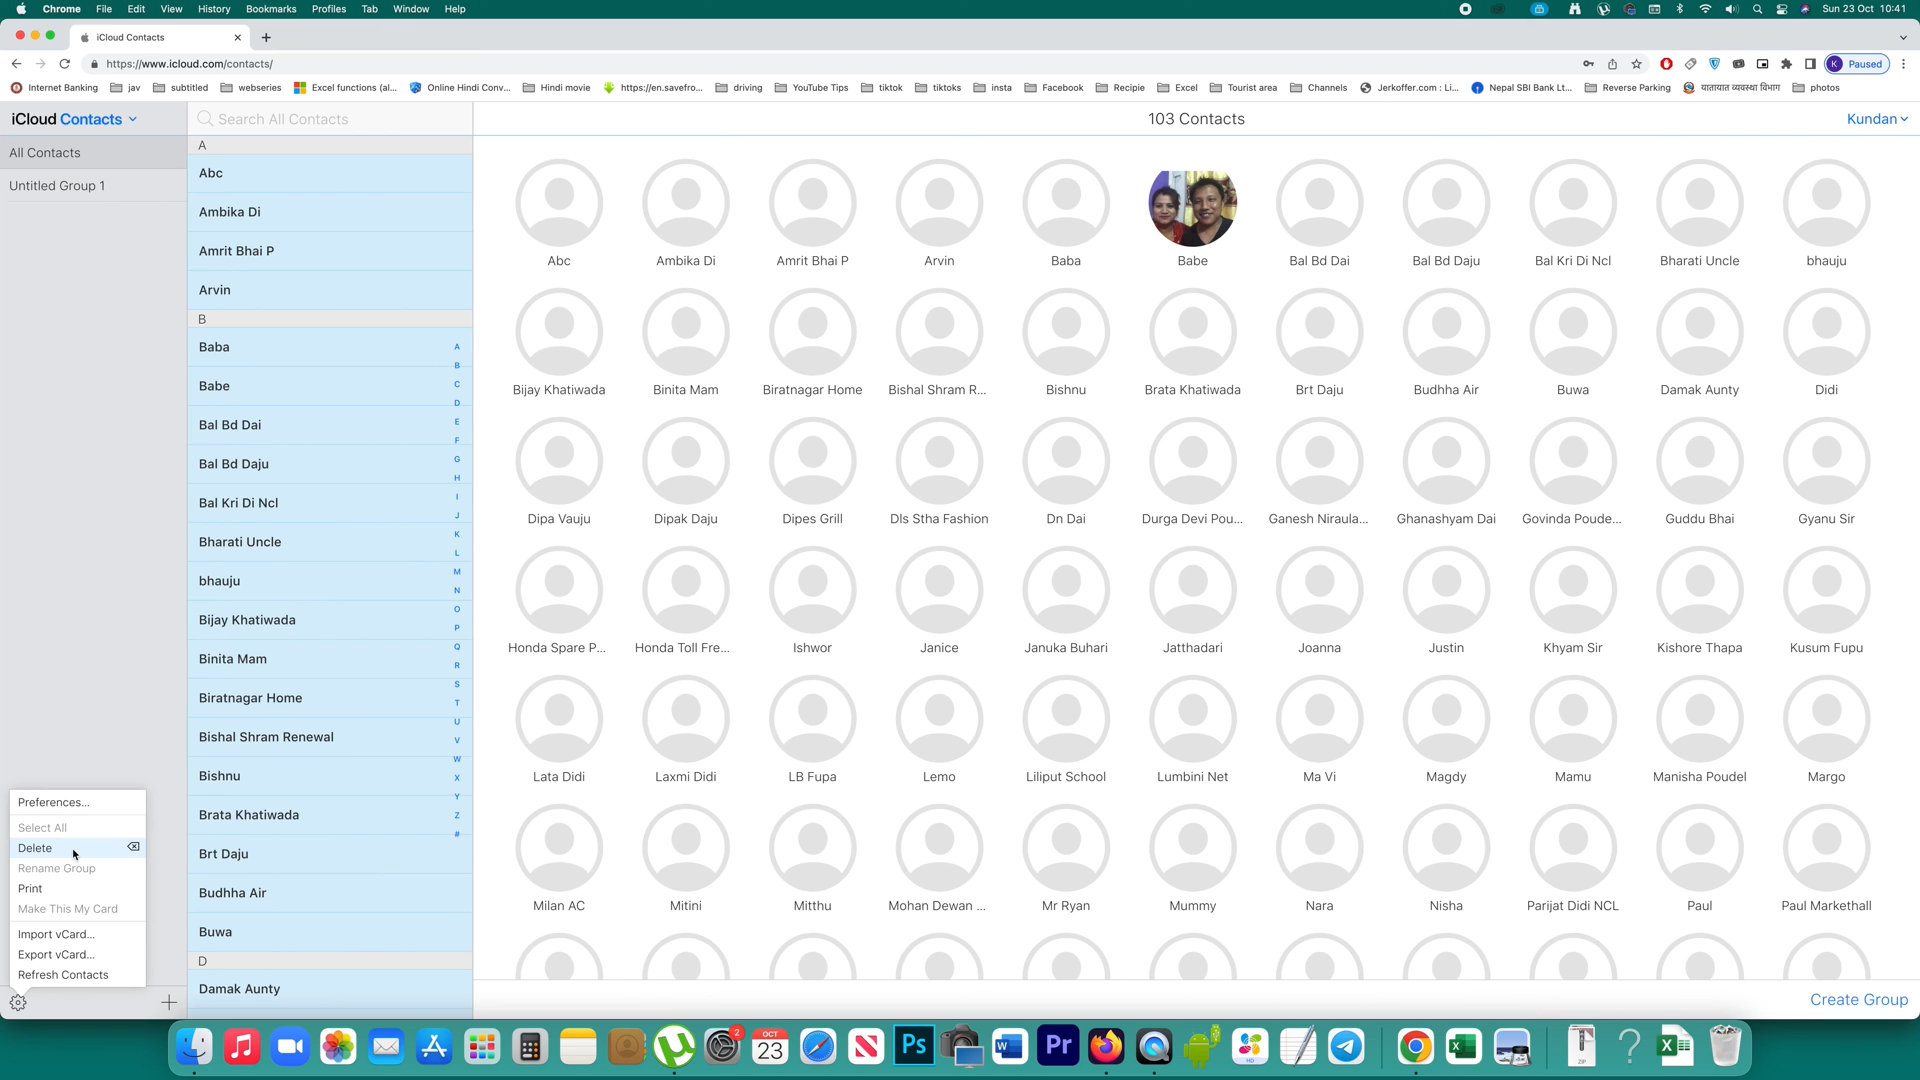 Chrome File Edit View History Bookmarks Profiles Tab Window Help Sun 23 Oct 10:41
iCloud Contacts
https://www.icloud.com/contacts/ K Paused
Internet Banking jav subtitled webseries Excel functions (al... Online Hindi Conv... Hindi movie https://en.savefro... driving YouTube Tips tiktok tiktoks insta Facebook Recipie Excel Tourist area Channels Jerkoffer.com : Li... Nepal SBI Bank Lt... Reverse Parking यातायात व्यवस्था विभाग photos
iCloud Contacts Search All Contacts 103 Contacts Kundan
All Contacts
Untitled Group 1
A
Abc
Ambika Di
Amrit Bhai P
Arvin
B
Baba
Babe
Bal Bd Dai
Bal Bd Daju
Bal Kri Di Ncl
Bharati Uncle
bhauju
Bijay Khatiwada
Binita Mam
Biratnagar Home
Bishal Shram Renewal
Bishnu
Brata Khatiwada
Brt Daju
Budhha Air
Buwa
D
Damak Aunty
A
B
C
D
E
F
G
H
I
J
K
L
M
N
O
P
Q
R
S
T
U
V
W
X
Y
Z
#
Abc Ambika Di Amrit Bhai P Arvin Baba Babe Bal Bd Dai Bal Bd Daju Bal Kri Di Ncl Bharati Uncle bhauju
Bijay Khatiwada Binita Mam Biratnagar Home Bishal Shram R... Bishnu Brata Khatiwada Brt Daju Budhha Air Buwa Damak Aunty Didi
Dipa Vauju Dipak Daju Dipes Grill Dls Stha Fashion Dn Dai Durga Devi Pou... Ganesh Niraula... Ghanashyam Dai Govinda Poude... Guddu Bhai Gyanu Sir
Honda Spare P... Honda Toll Fre... Ishwor Janice Januka Buhari Jatthadari Joanna Justin Khyam Sir Kishore Thapa Kusum Fupu
Lata Didi Laxmi Didi LB Fupa Lemo Liliput School Lumbini Net Ma Vi Magdy Mamu Manisha Poudel Margo
Milan AC Mitini Mitthu Mohan Dewan ... Mr Ryan Mummy Nara Nisha Parijat Didi NCL Paul Paul Markethall
Preferences...
Select All
Delete
Rename Group
Print
Make This My Card
Import vCard...
Export vCard...
Refresh Contacts
Create Group
2
OCT
23
Ps
W
Pr
X
ZIP
?
X